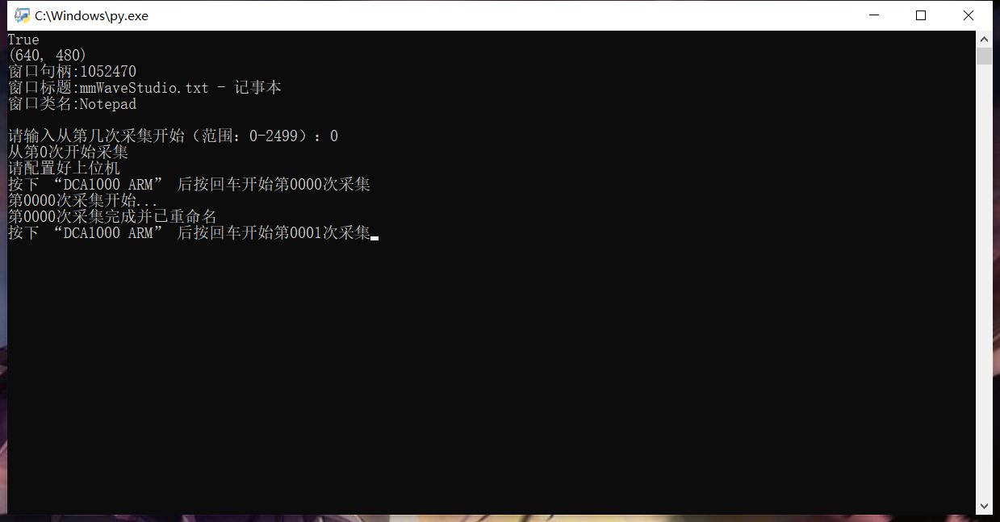 C:\Windows\py.exe
True
(640, 480)
窗口句柄:1052470
窗口标题:mmWaveStudio.txt - 记事本
窗口类名:Notepad
请输入从第几次采集开始（范围：0-2499）：0
从第0次开始采集
请配置好上位机
按下 “DCA1000 ARM” 后按回车开始第0000次采集
第0000次采集开始...
第0000次采集完成并已重命名
按下 “DCA1000 ARM” 后按回车开始第0001次采集